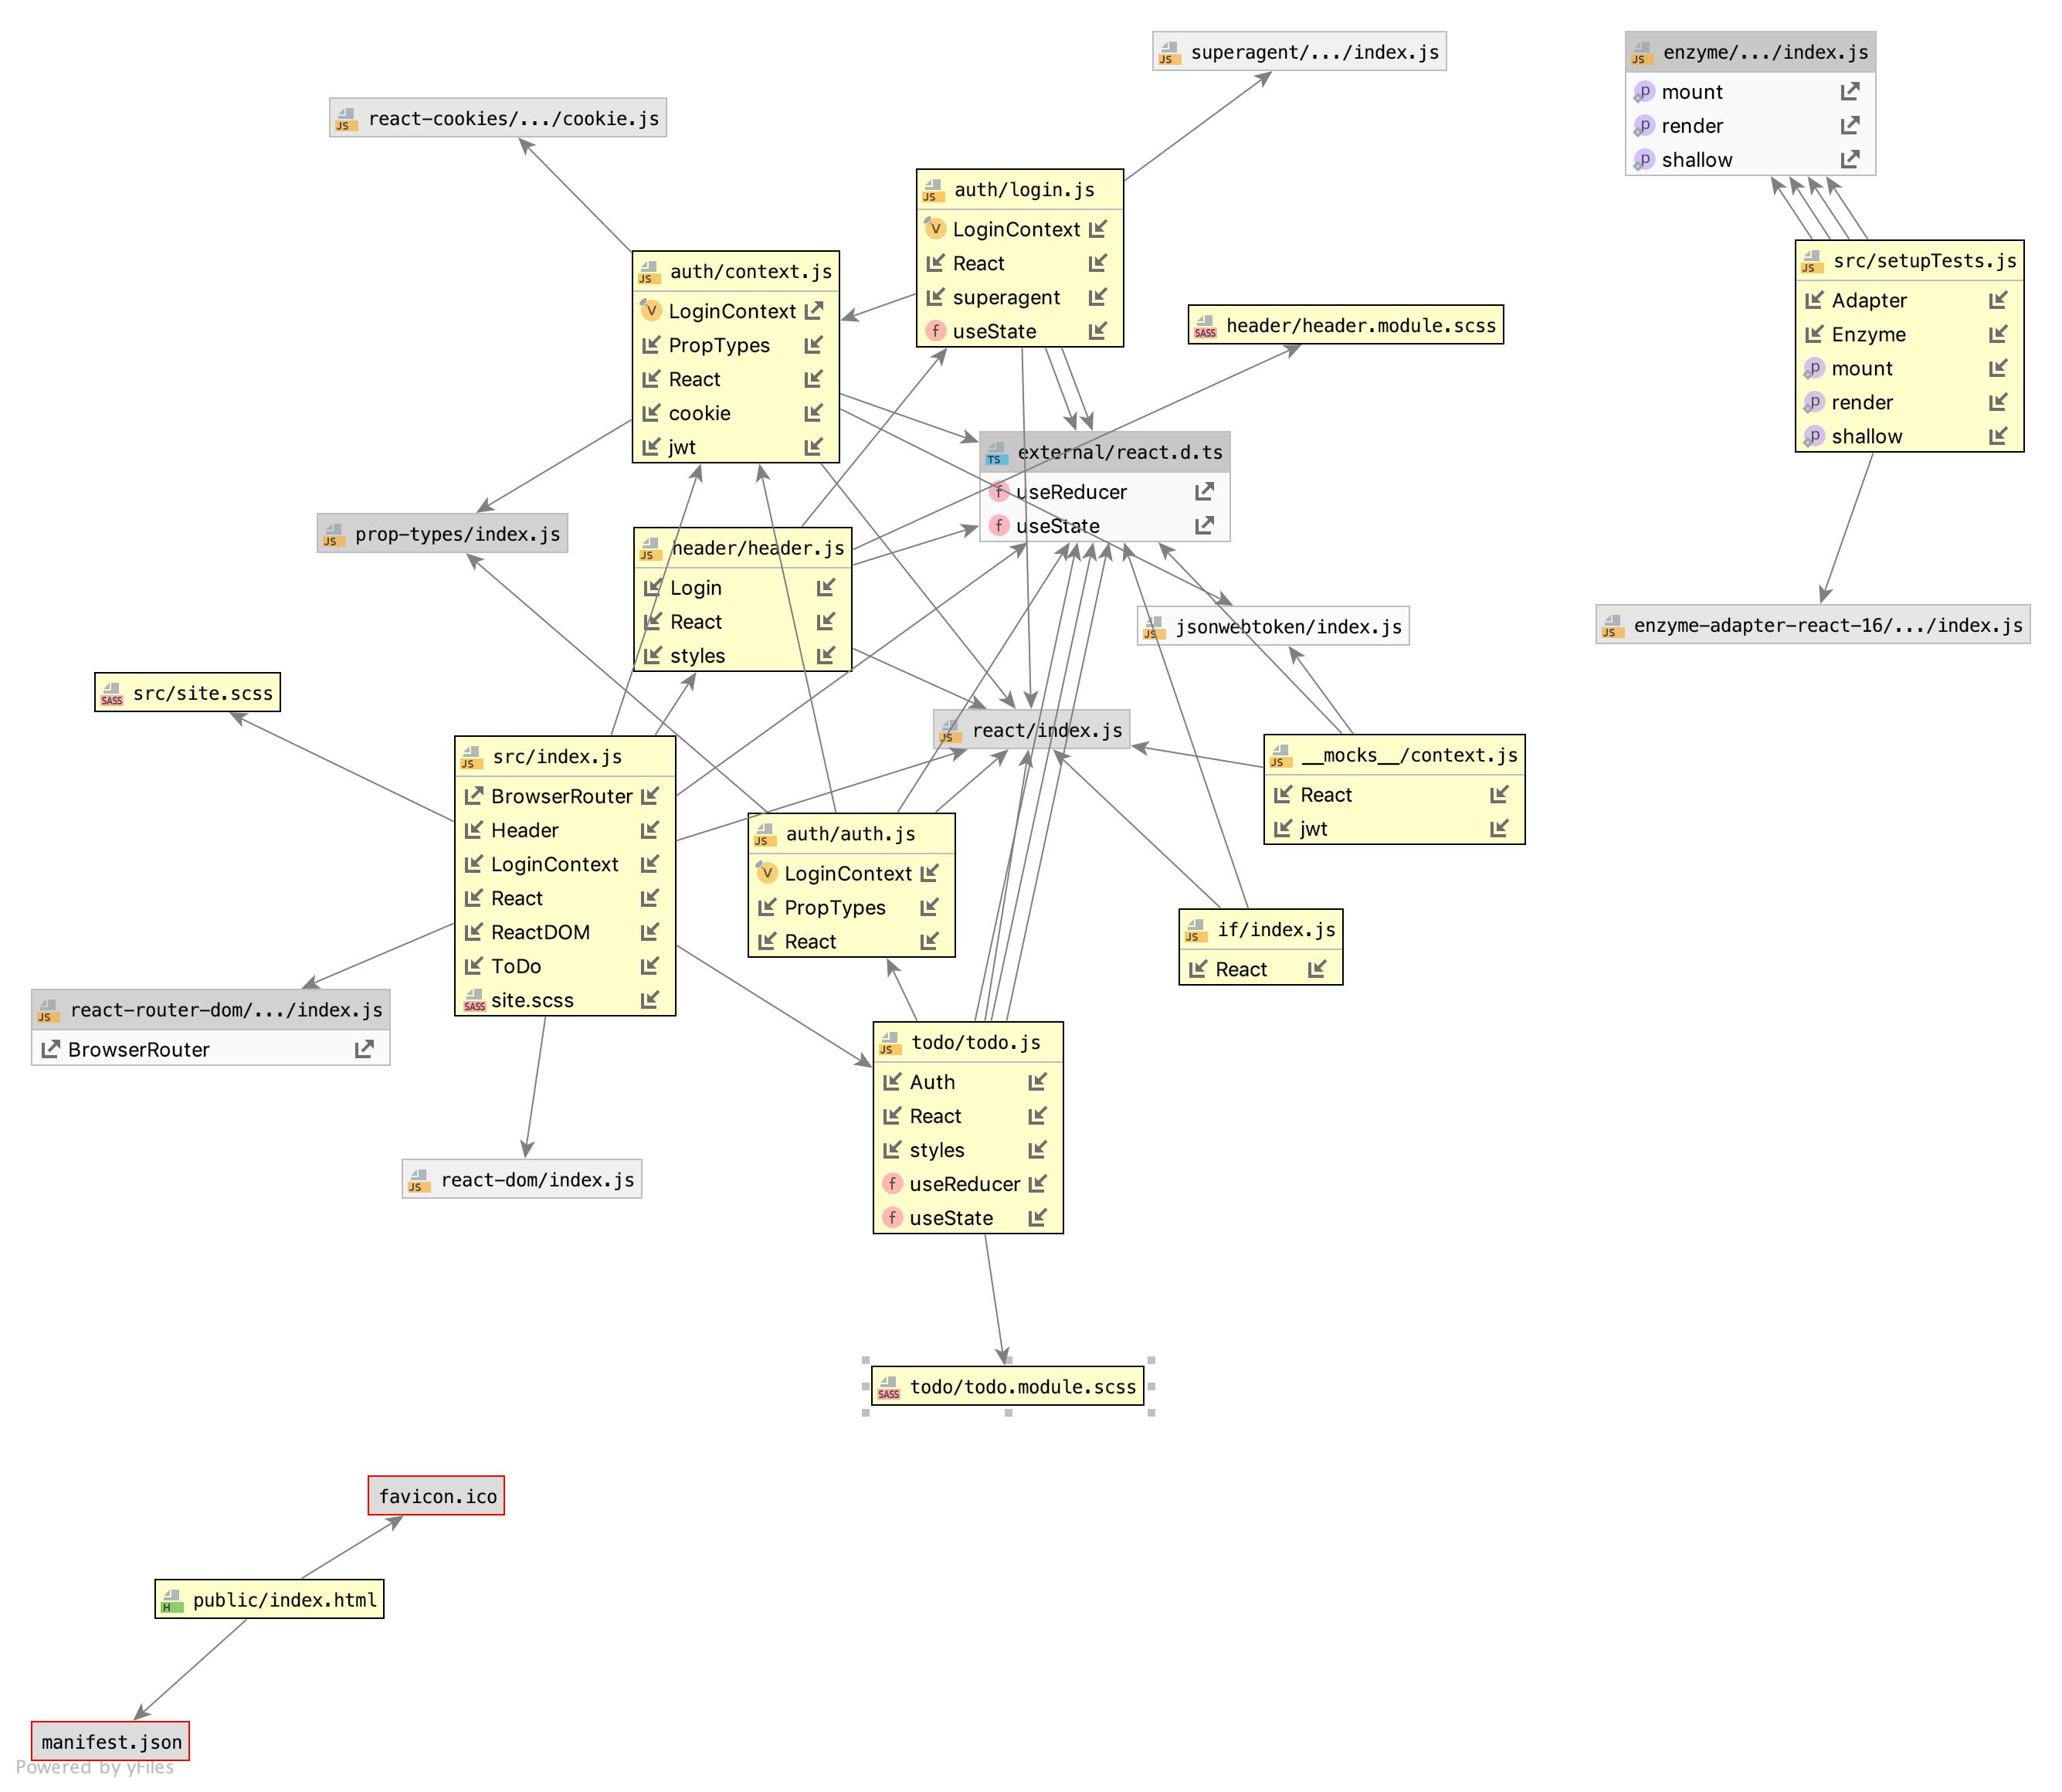 superagent/.../index.js
enzyme/.../index.js
mount
render
shallow
react-cookies/.../cookie.js
auth/login.js
LoginContext
React
superagent
useState
auth/context.js
LoginContext
PropTypes
React
cookie
jwt
src/setupTests.js
Adapter
Enzyme
mount
render
shallow
header/header.module.scss
external/react.d.ts
useReducer
useState
prop-types/index.js
header/header.js
Login
React
styles
jsonwebtoken/index.js
enzyme-adapter-react-16/.../index.js
src/site.scss
react/index.js
src/index.js
BrowserRouter
Header
LoginContext
React
ReactDOM
ToDo
site.scss
__mocks__/context.js
React
jwt
auth/auth.js
LoginContext
PropTypes
React
if/index.js
React
react-router-dom/.../index.js
BrowserRouter
todo/todo.js
Auth
React
styles
useReducer
useState
react-dom/index.js
todo/todo.module.scss
favicon.ico
public/index.html
manifest.json
Powered by yFiles